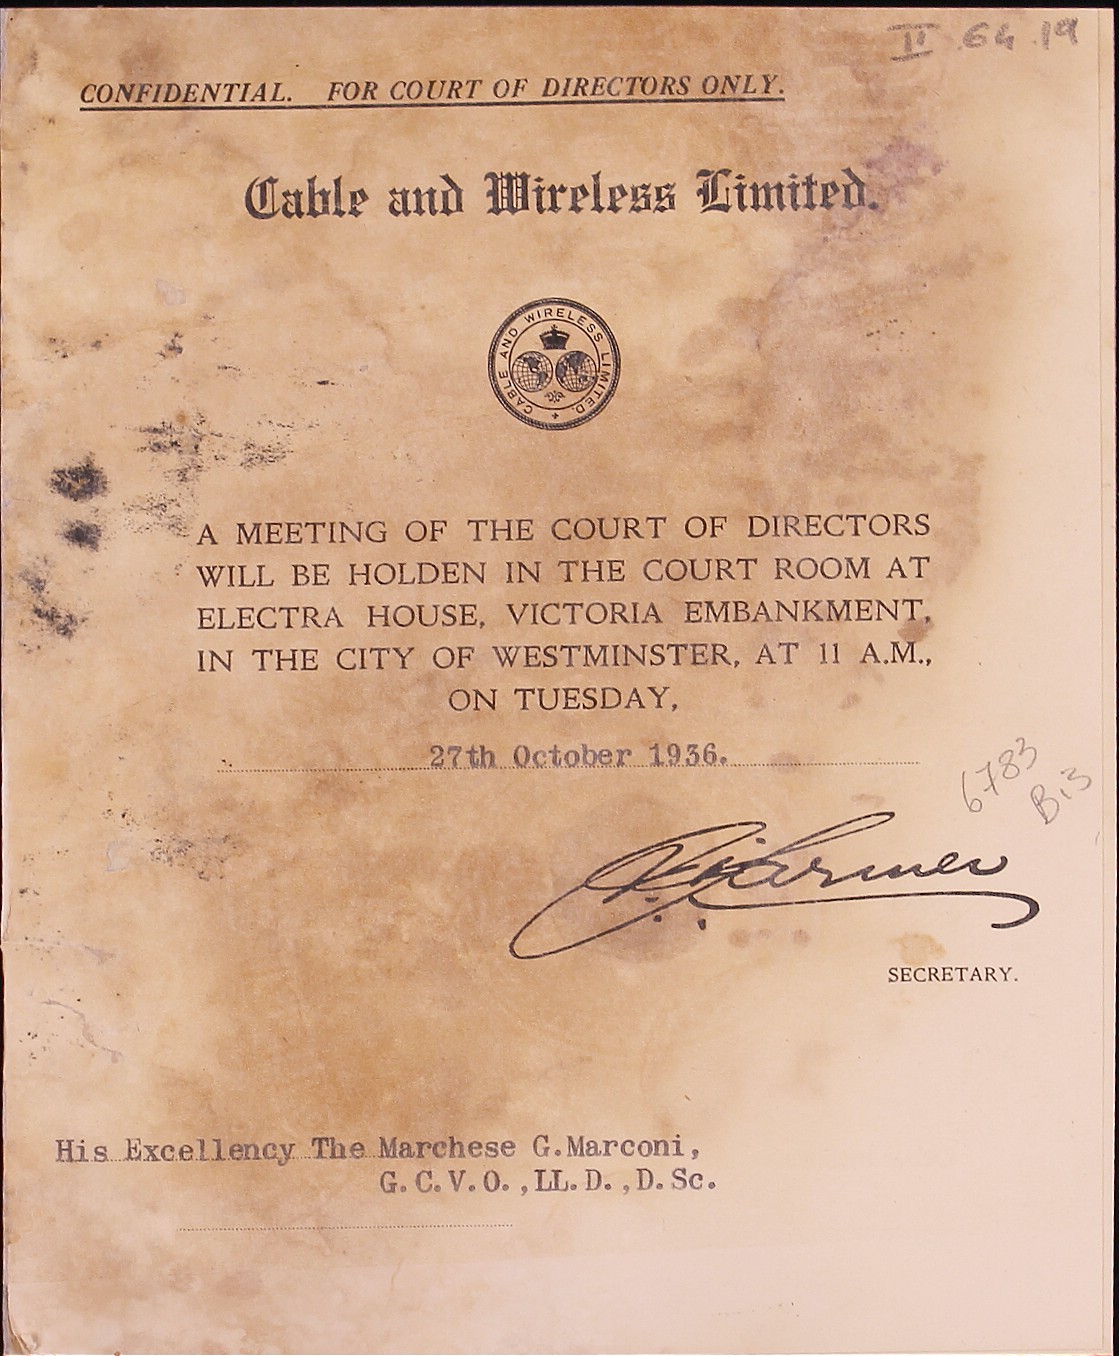 II 64.19
CONFIDENTIAL. FOR COURT OF DIRECTORS ONLY.
Cable and Wireless Limited.
CABLE AND WIRELESS LIMITED.
A MEETING OF THE COURT OF DIRECTORS
WILL BE HOLDEN IN THE COURT ROOM AT
ELECTRA HOUSE, VICTORIA EMBANKMENT,
IN THE CITY OF WESTMINSTER, AT 11 A.M.,
ON TUESDAY,
27th October 1936.
6783
SECRETARY.
His Excellency The Marchese G.Marconi,
G.C.V.O.,LL.D.,D.Sc.